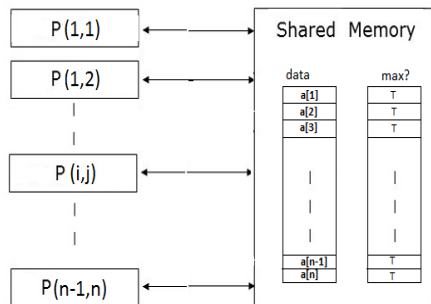 P(1,1)
Shared Memory
P(1,2)
data max?
a[1] T
a[2] T
a[3] T
P(i,j)
a[n-1] T
a[n] T
P(n-1,n)